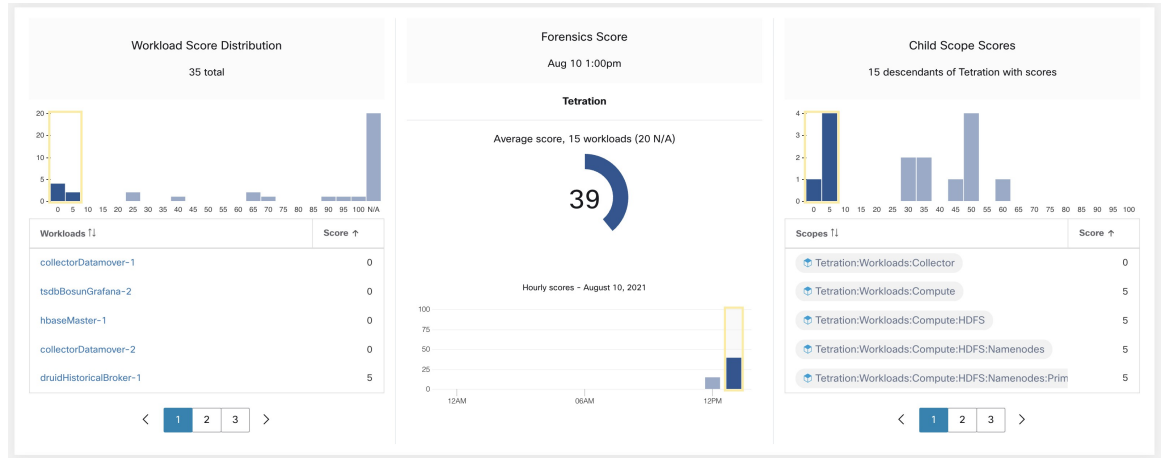 Workload Score Distribution
35 total
20
20
10
5
0
0 5 10 15 20 25 30 35 40 45 50 55 60 65 70 75 80 85 90 95 100 N/A
Workloads ↑↓ Score ↑
collectorDatamover-1 0
tsdbBosunGrafana-2 0
hbaseMaster-1 0
collectorDatamover-2 0
druidHistoricalBroker-1 5
1 2 3
Forensics Score
Aug 10 1:00pm
Tetration
Average score, 15 workloads (20 N/A)
39
Hourly scores - August 10, 2021
100
75
50
25
0
12AM 06AM 12PM
Child Scope Scores
15 descendants of Tetration with scores
4
3
2
1
0
0 5 10 15 20 25 30 35 40 45 50 55 60 65 70 75 80 85 90 95 100
Scopes ↑↓ Score ↑
Tetration:Workloads:Collector 0
Tetration:Workloads:Compute 5
Tetration:Workloads:Compute:HDFS 5
Tetration:Workloads:Compute:HDFS:Namenodes 5
Tetration:Workloads:Compute:HDFS:Namenodes:Prim 5
1 2 3